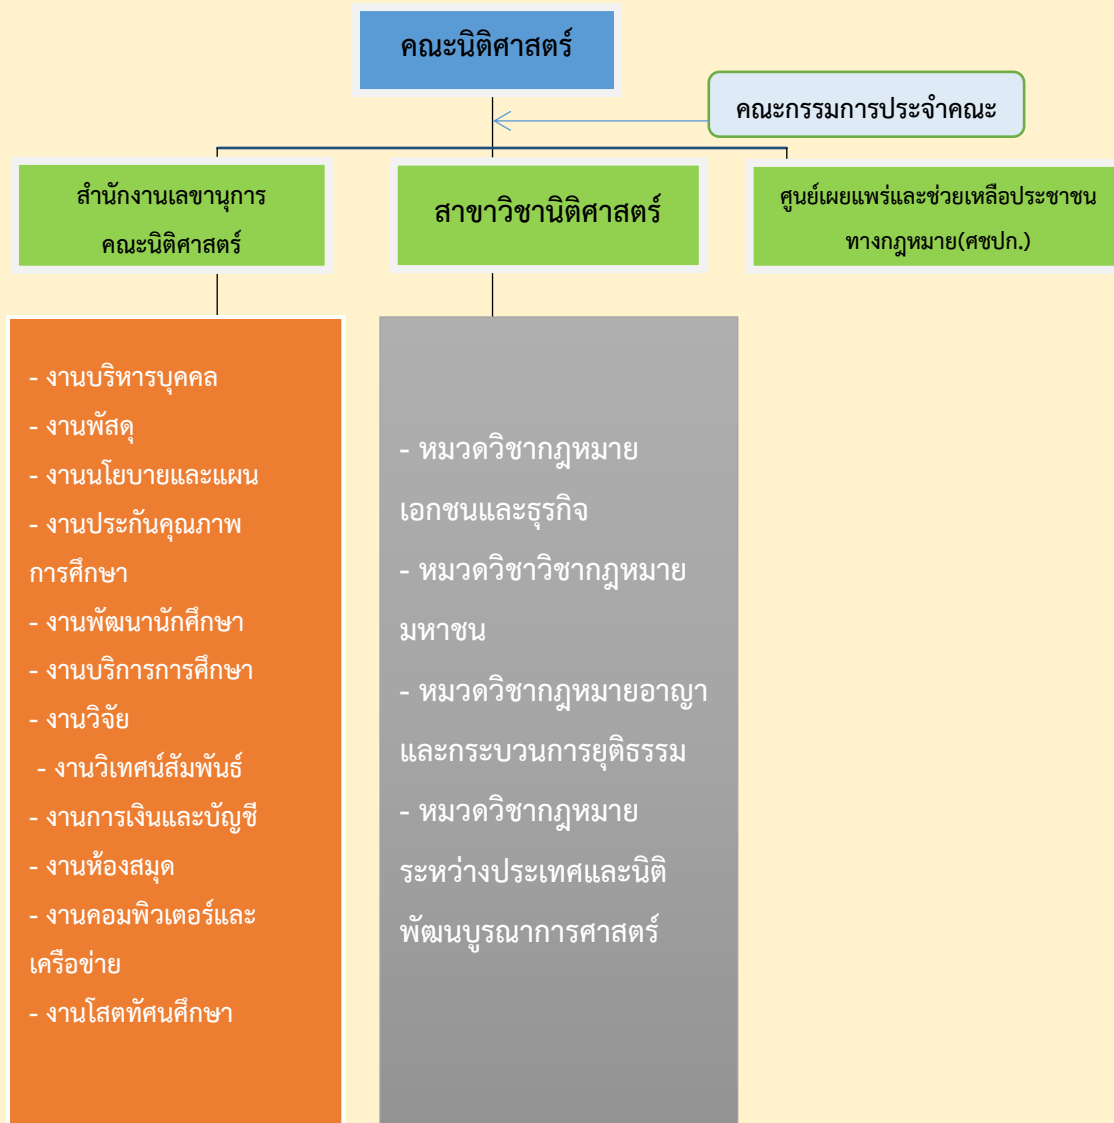 คณะนิติศาสตร์
คณะกรรมการประจำคณะ
สำนักงานเลขานุการ
คณะนิติศาสตร์
สาขาวิชานิติศาสตร์
ศูนย์เผยแพร่และช่วยเหลือประชาชน
ทางกฎหมาย(ศชปก.)
- งานบริหารบุคคล
- งานพัสดุ
- งานนโยบายและแผน
- งานประกันคุณภาพ
การศึกษา
- งานพัฒนานักศึกษา
- งานบริการการศึกษา
- งานวิจัย
- งานวิเทศน์สัมพันธ์
- งานการเงินและบัญชี
- งานห้องสมุด
- งานคอมพิวเตอร์และ
เครือข่าย
- งานโสตทัศนศึกษา
- หมวดวิชากฎหมาย
เอกชนและธุรกิจ
- หมวดวิชาวิชากฎหมาย
มหาชน
- หมวดวิชากฎหมายอาญา
และกระบวนการยุติธรรม
- หมวดวิชากฎหมาย
ระหว่างประเทศและนิติ
พัฒนบูรณาการศาสตร์